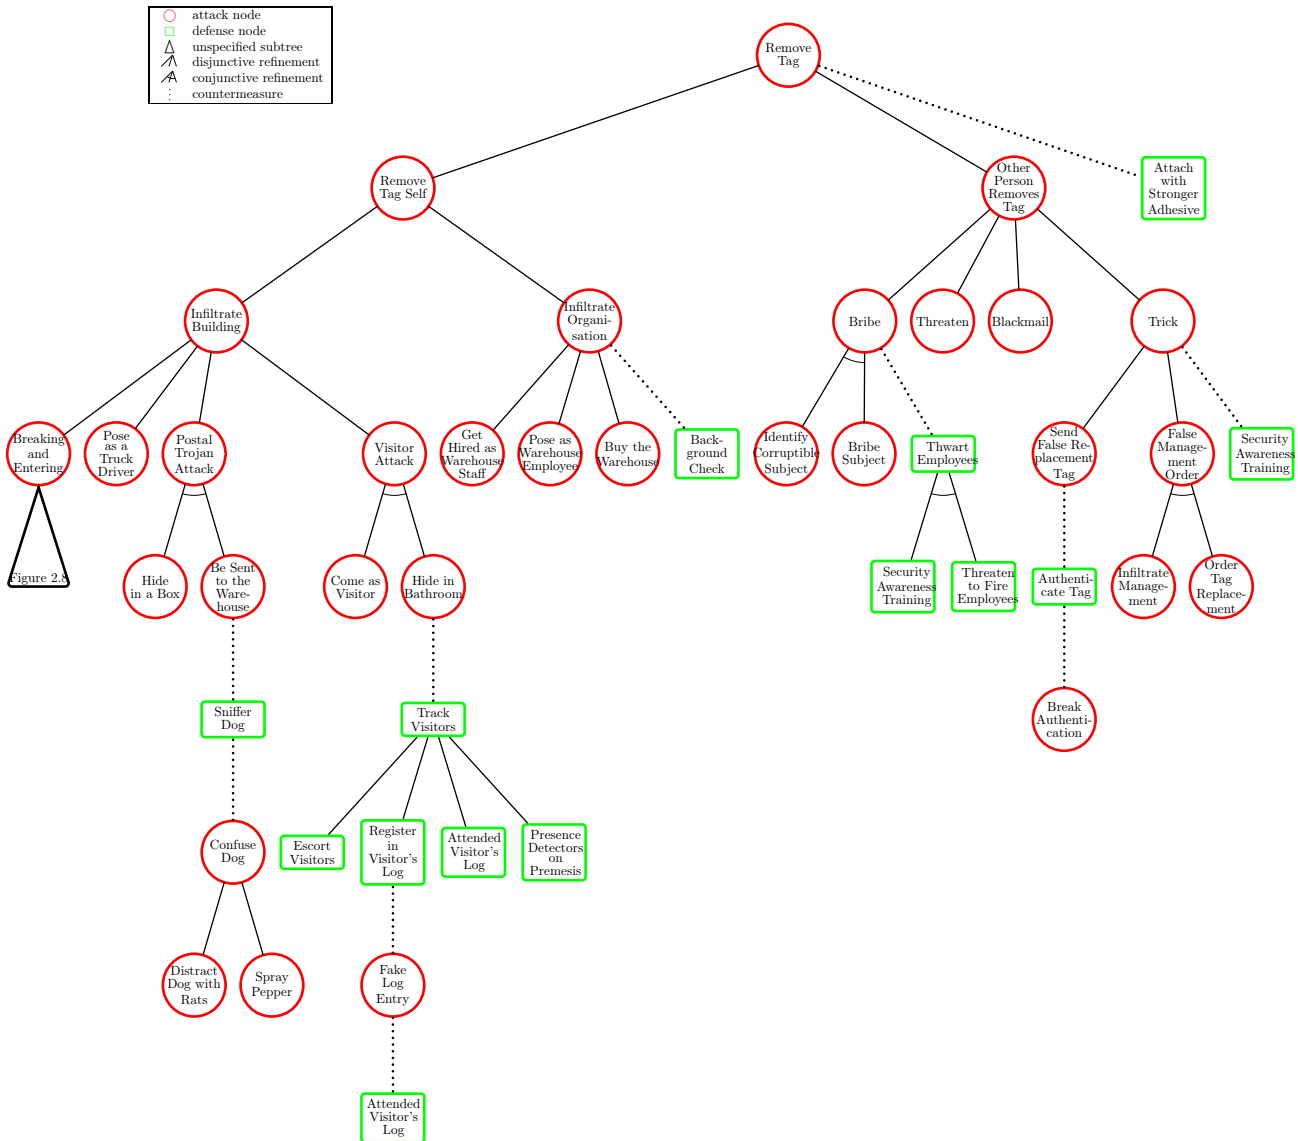 attack node
defense node
unspecified subtree
disjunctive refinement
conjunctive refinement
countermeasure
Remove
Tag
Remove
Tag Self
Other
Person
Removes
Tag
Attach
with
Stronger
Adhesive
Infiltrate
Building
Infiltrate
Organi-
sation
Bribe
Threaten
Blackmail
Trick
Breaking
and
Entering
Pose
as a
Truck
Driver
Postal
Trojan
Attack
Visitor
Attack
Get
Hired as
Warehouse
Staff
Pose as
Warehouse
Employee
Buy the
Warehouse
Back-
ground
Check
Identify
Corruptible
Subject
Bribe
Subject
Thwart
Employees
Send
False Re-
placement
Tag
False
Manage-
ment
Order
Security
Awareness
Training
Figure 2.8
Hide
in a Box
Be Sent
to the
Ware-
house
Come as
Visitor
Hide in
Bathroom
Security
Awareness
Training
Threaten
to Fire
Employees
Authenti-
cate Tag
Infiltrate
Manage-
ment
Order
Tag
Replace-
ment
Sniffer
Dog
Track
Visitors
Break
Authenti-
cation
Confuse
Dog
Escort
Visitors
Register
in
Visitor's
Log
Attended
Visitor's
Log
Presence
Detectors
on
Premesis
Distract
Dog with
Rats
Spray
Pepper
Fake
Log
Entry
Attended
Visitor's
Log